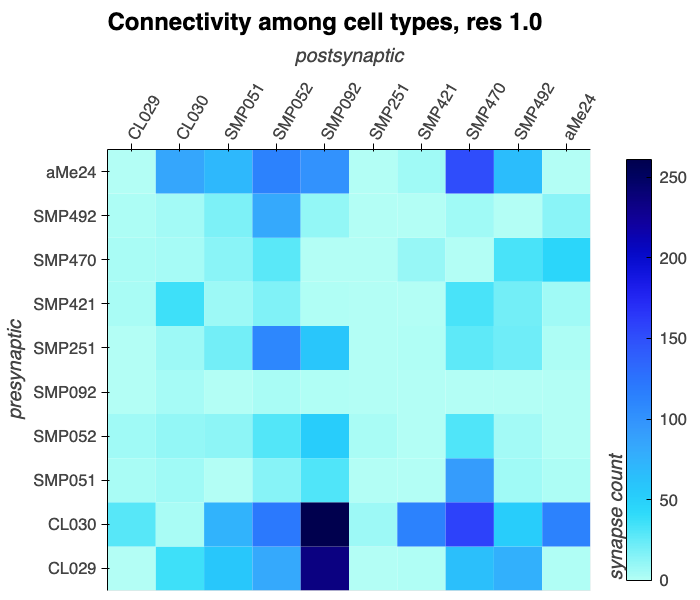 Connectivity among cell types, res 1.0
postsynaptic
CL029
CL030
SMP051
SMP052
SMP092
SMP251
SMP421
SMP470
SMP492
aMe24
presynaptic
aMe24
SMP492
SMP470
SMP421
SMP251
SMP092
SMP052
SMP051
CL030
CL029
synapse count
250
200
150
100
50
0